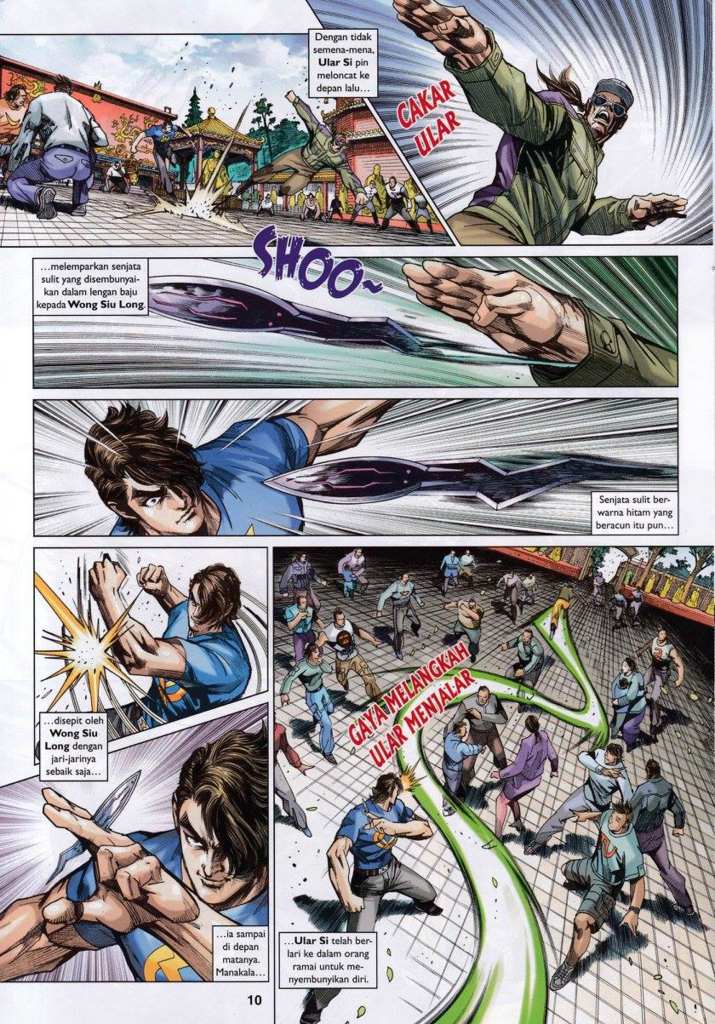 Dengan tidak
semena-mena,
Ular Si pin
meloncat ke
depan lalu...
CAKAR
ULAR
...melemparkan senjata
sulit yang disembunyai-
kan dalam lengan baju
kepada Wong Siu Long.
SHOO~
Senjata sulit ber-
warna hitam yang
beracun itu pun...
...disepit oleh
Wong Siu
Long dengan
jari-jarinya
sebaik saja...
...ia sampai
di depan
matanya.
Manakala...
GAYA MELANGKAH
ULAR MENJALAR
...Ular Si telah ber-
lari ke dalam orang
ramai untuk me-
nyembunyikan diri.
10